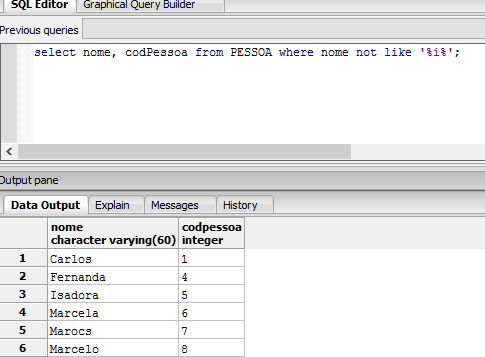 SQL Editor Graphical Query Builder
Previous queries
select nome, codPessoa from PESSOA where nome not like '%i%';
Output pane
Data Output Explain Messages History
nome codpessoa
character varying(60) integer
1 Carlos 1
2 Fernanda 4
3 Isadora 5
4 Marcela 6
5 Marocs 7
6 Marcelo 8